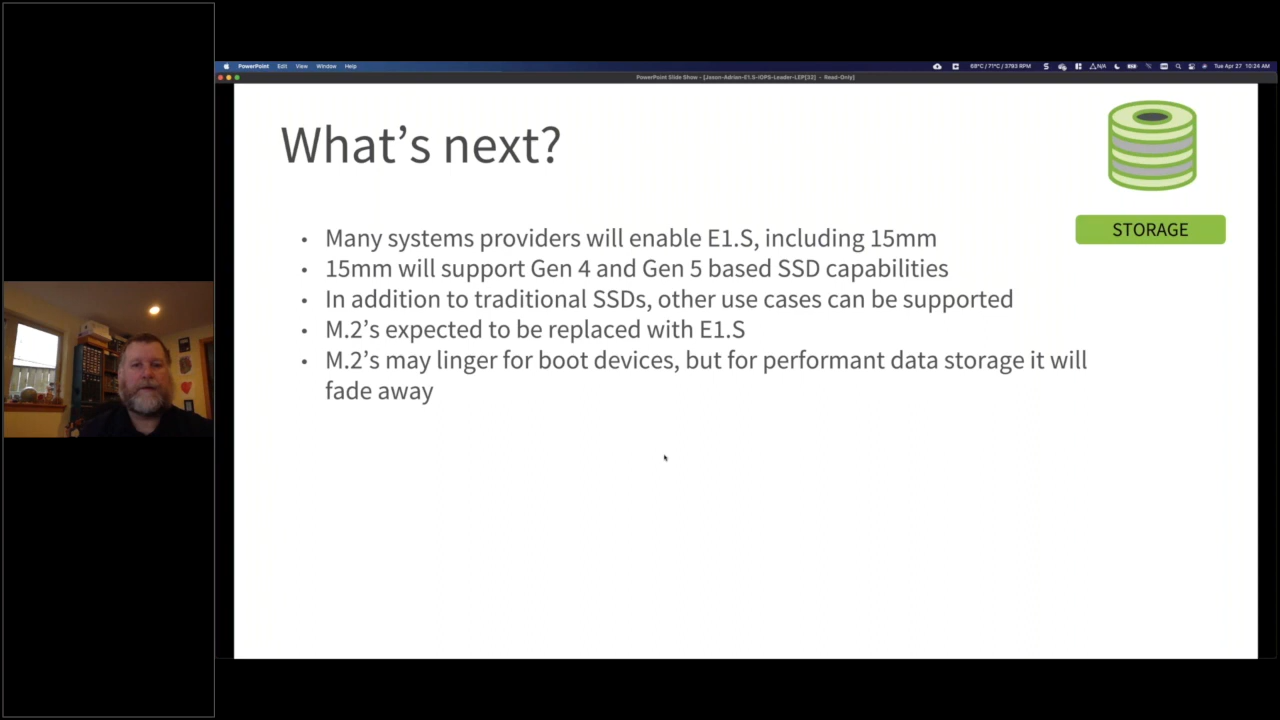 PowerPoint Edit View Window Help
68°C / 71°C / 3793 RPM
N/A
Tue Apr 27 10:24 AM
PowerPoint Slide Show - [Jason-Adrian-E1.S-IOPS-Leader-LEP[32] - Read-Only]
What's next?
STORAGE
• Many systems providers will enable E1.S, including 15mm
• 15mm will support Gen 4 and Gen 5 based SSD capabilities
• In addition to traditional SSDs, other use cases can be supported
• M.2's expected to be replaced with E1.S
• M.2's may linger for boot devices, but for performant data storage it will
fade away